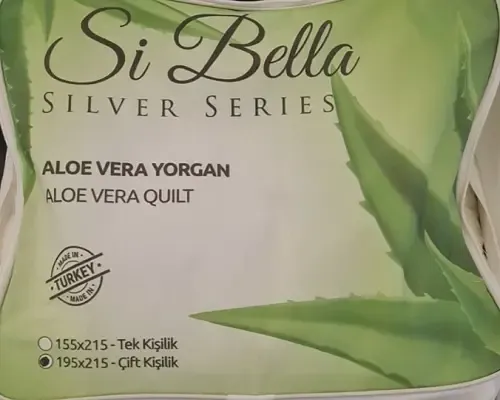 Si Bella
SILVER SERIES
ALOE VERA YORGAN
ALOE VERA QUILT
MADE IN
TURKEY
MADE IN
155x215 - Tek Kişilik
195x215 - Çift Kişilik